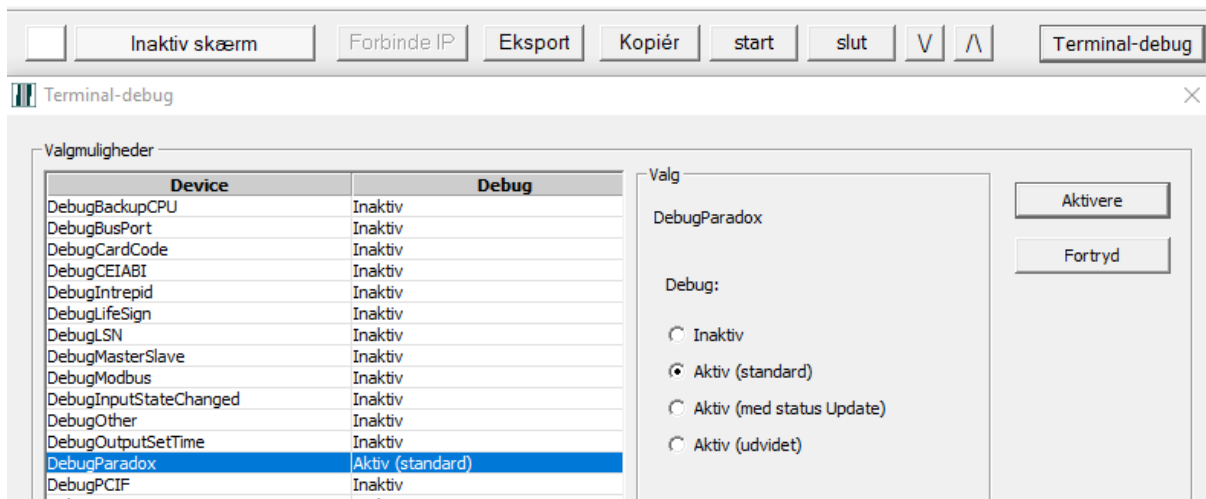 Inaktiv skærm Forbinde IP Eksport Kopiér start slut \/ /\ Terminal-debug
Terminal-debug
Valgmuligheder
Device Debug
DebugBackupCPU Inaktiv
DebugBusPort Inaktiv
DebugCardCode Inaktiv
DebugCEIABI Inaktiv
DebugIntrepid Inaktiv
DebugLifeSign Inaktiv
DebugLSN Inaktiv
DebugMasterSlave Inaktiv
DebugModbus Inaktiv
DebugInputStateChanged Inaktiv
DebugOther Inaktiv
DebugOutputSetTime Inaktiv
DebugParadox Aktiv (standard)
DebugPCIF Inaktiv
Valg
DebugParadox
Debug:
Inaktiv
Aktiv (standard)
Aktiv (med status Update)
Aktiv (udvidet)
Aktivere
Fortryd